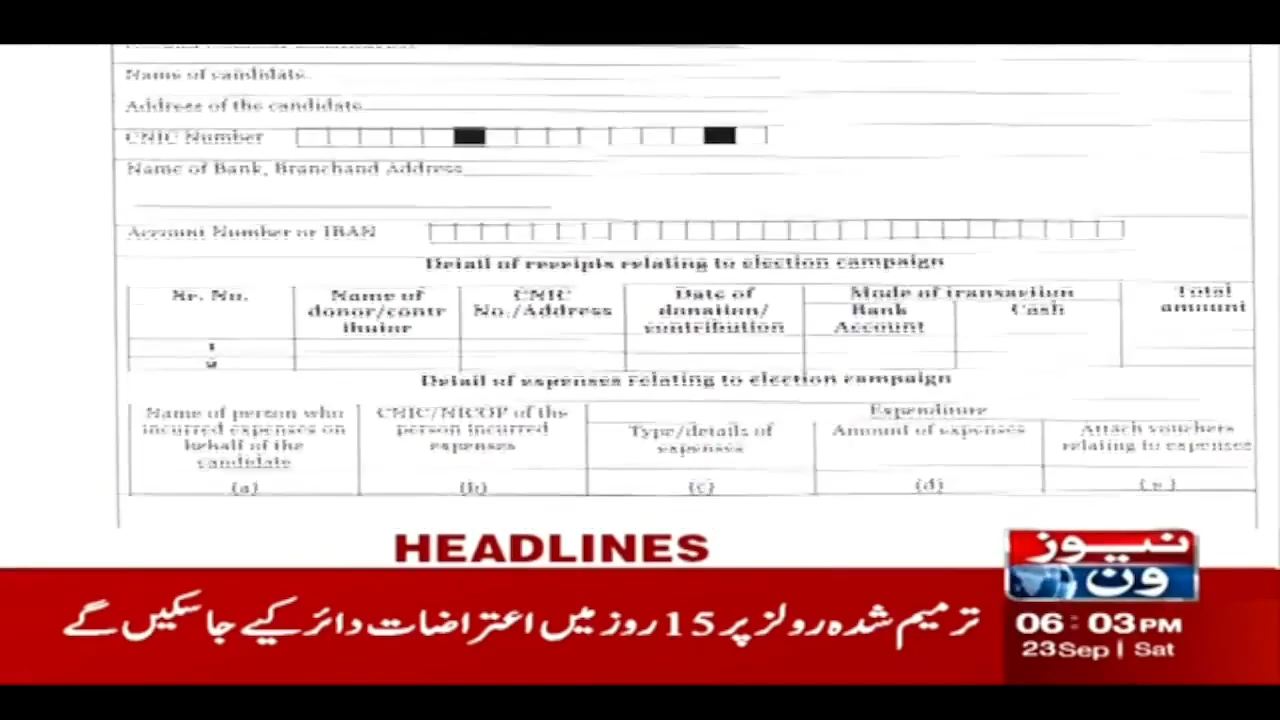 Name of candidate
Address of the candidate
CNIC Number
Name of Bank, Branchand Address
Account Number or IBAN
Detail of receipts relating to election campaign
Sr. No.
Name of
donor/contr
ibutor
CNIC
No./Address
Date of
donation/
contribution
Mode of transaction
Bank
Account
Cash
Total
amount
1
2
Detail of expenses relating to election campaign
Name of person who
incurred expenses on
behalf of the
candidate
(a)
CNIC/NICOP of the
person incurred
expenses
(b)
Expenditure
Type/details of
expenses
(c)
Amount of expenses
(d)
Attach vouchers
relating to expenses
(e)
HEADLINES
نیوز
ون
ترمیم شدہ رولز پر 15 روز میں اعتراضات دائر کیے جا سکیں گے
06:03 PM
23Sep | Sat